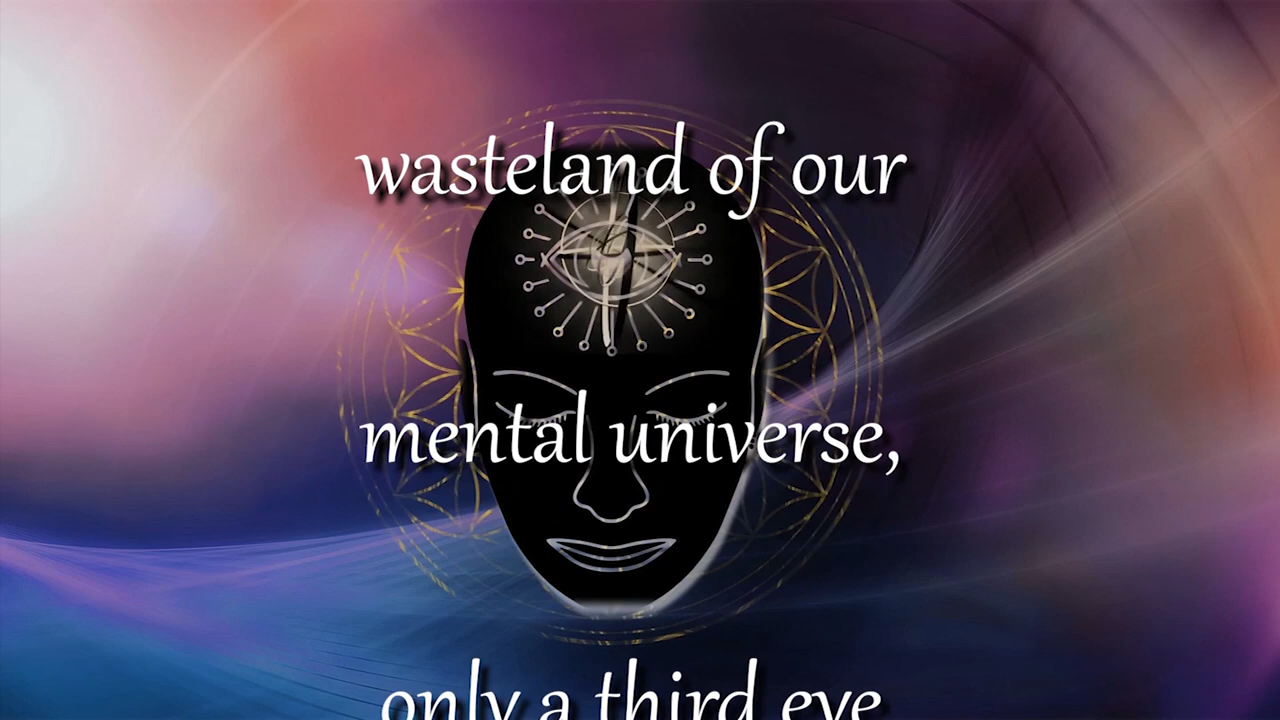 wasteland of our
mental universe,
only a third eye